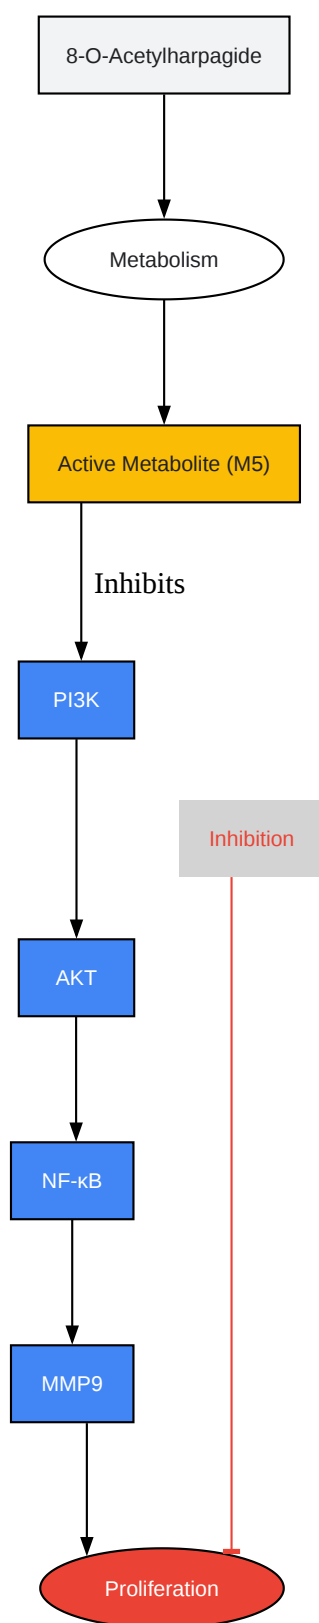 8-O-Acetylharpagide
Metabolism
Active Metabolite (M5)
Inhibits
PI3K
Inhibition
AKT
NF-κB
MMP9
Proliferation